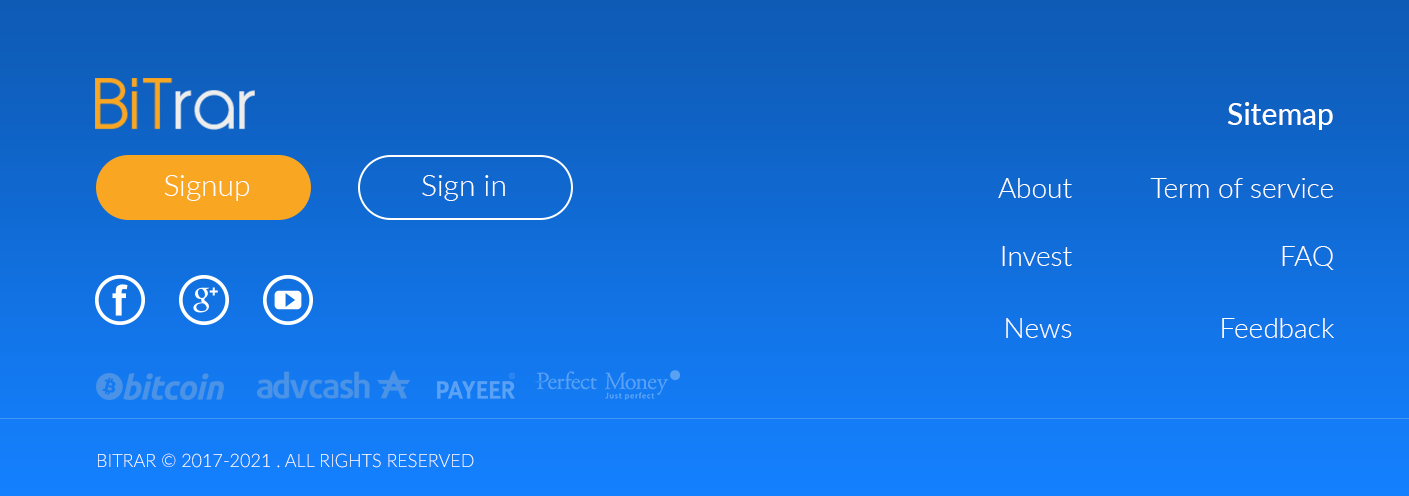 BiTrar
Signup
Sign in
bitcoin
advcash
PAYEER
Perfect Money
Just perfect
Sitemap
About
Term of service
Invest
FAQ
News
Feedback
BITRAR © 2017-2021 . ALL RIGHTS RESERVED